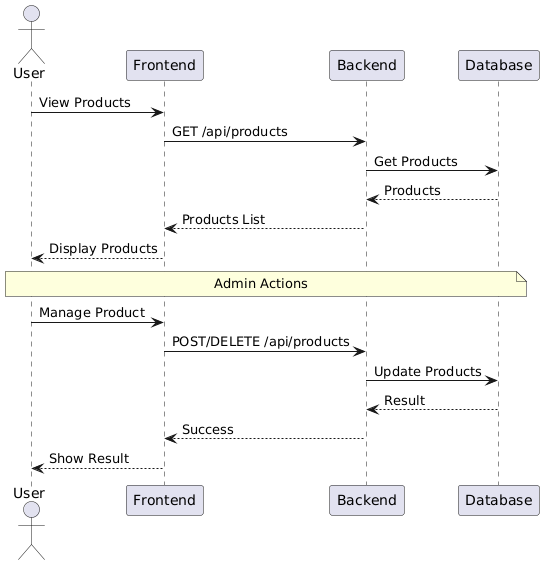 User
Frontend
Backend
Database
View Products
GET /api/products
Get Products
Products
Products List
Display Products
Admin Actions
Manage Product
POST/DELETE /api/products
Update Products
Result
Success
Show Result
User
Frontend
Backend
Database